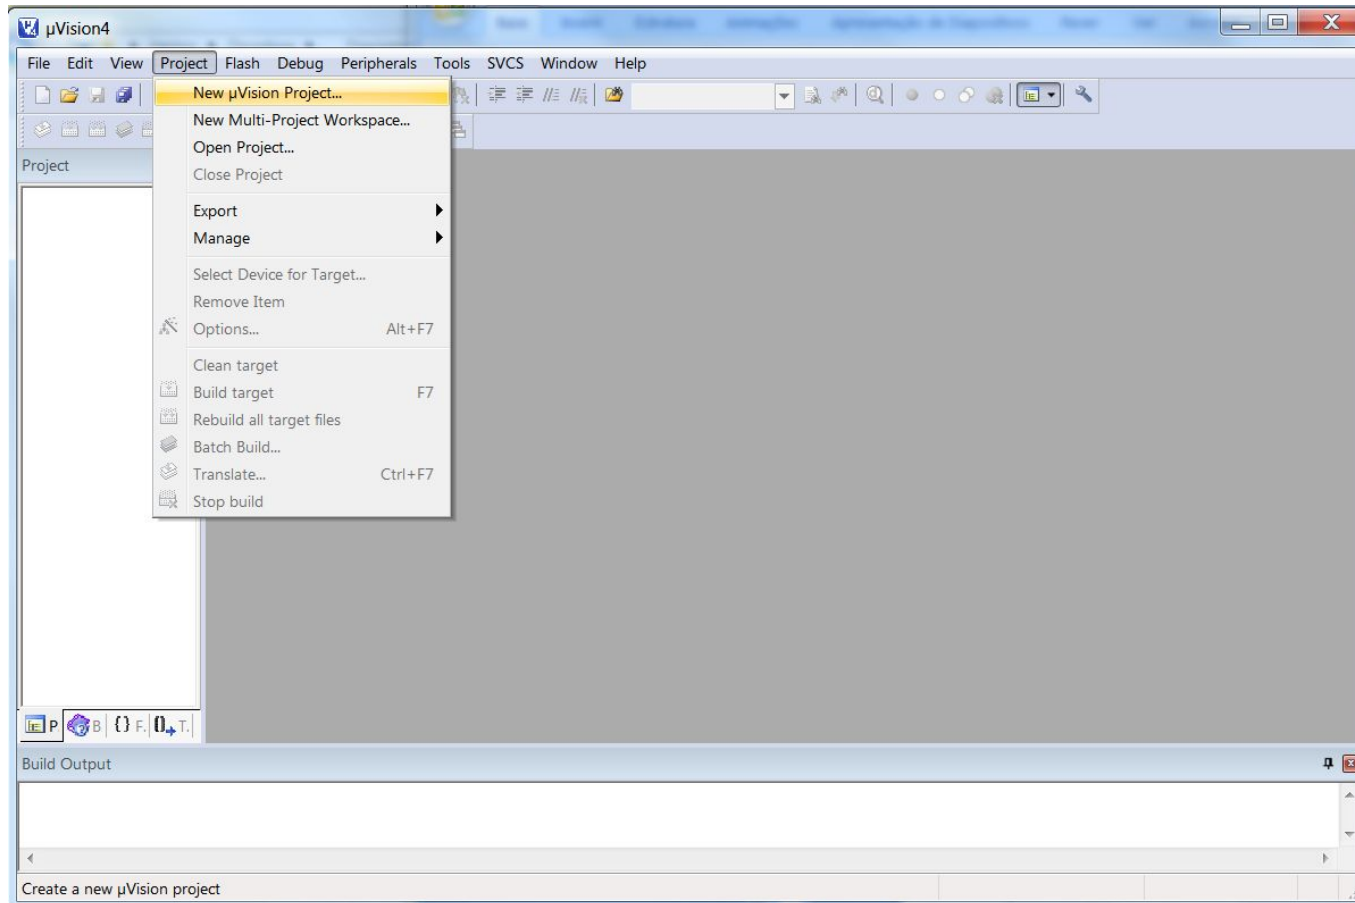 µVision4
File Edit View Project Flash Debug Peripherals Tools SVCS Window Help
New µVision Project...
New Multi-Project Workspace...
Open Project...
Close Project
Export
Manage
Select Device for Target...
Remove Item
Options... Alt+F7
Clean target
Build target F7
Rebuild all target files
Batch Build...
Translate... Ctrl+F7
Stop build
Project
P B {} F. T.
Build Output
Create a new µVision project